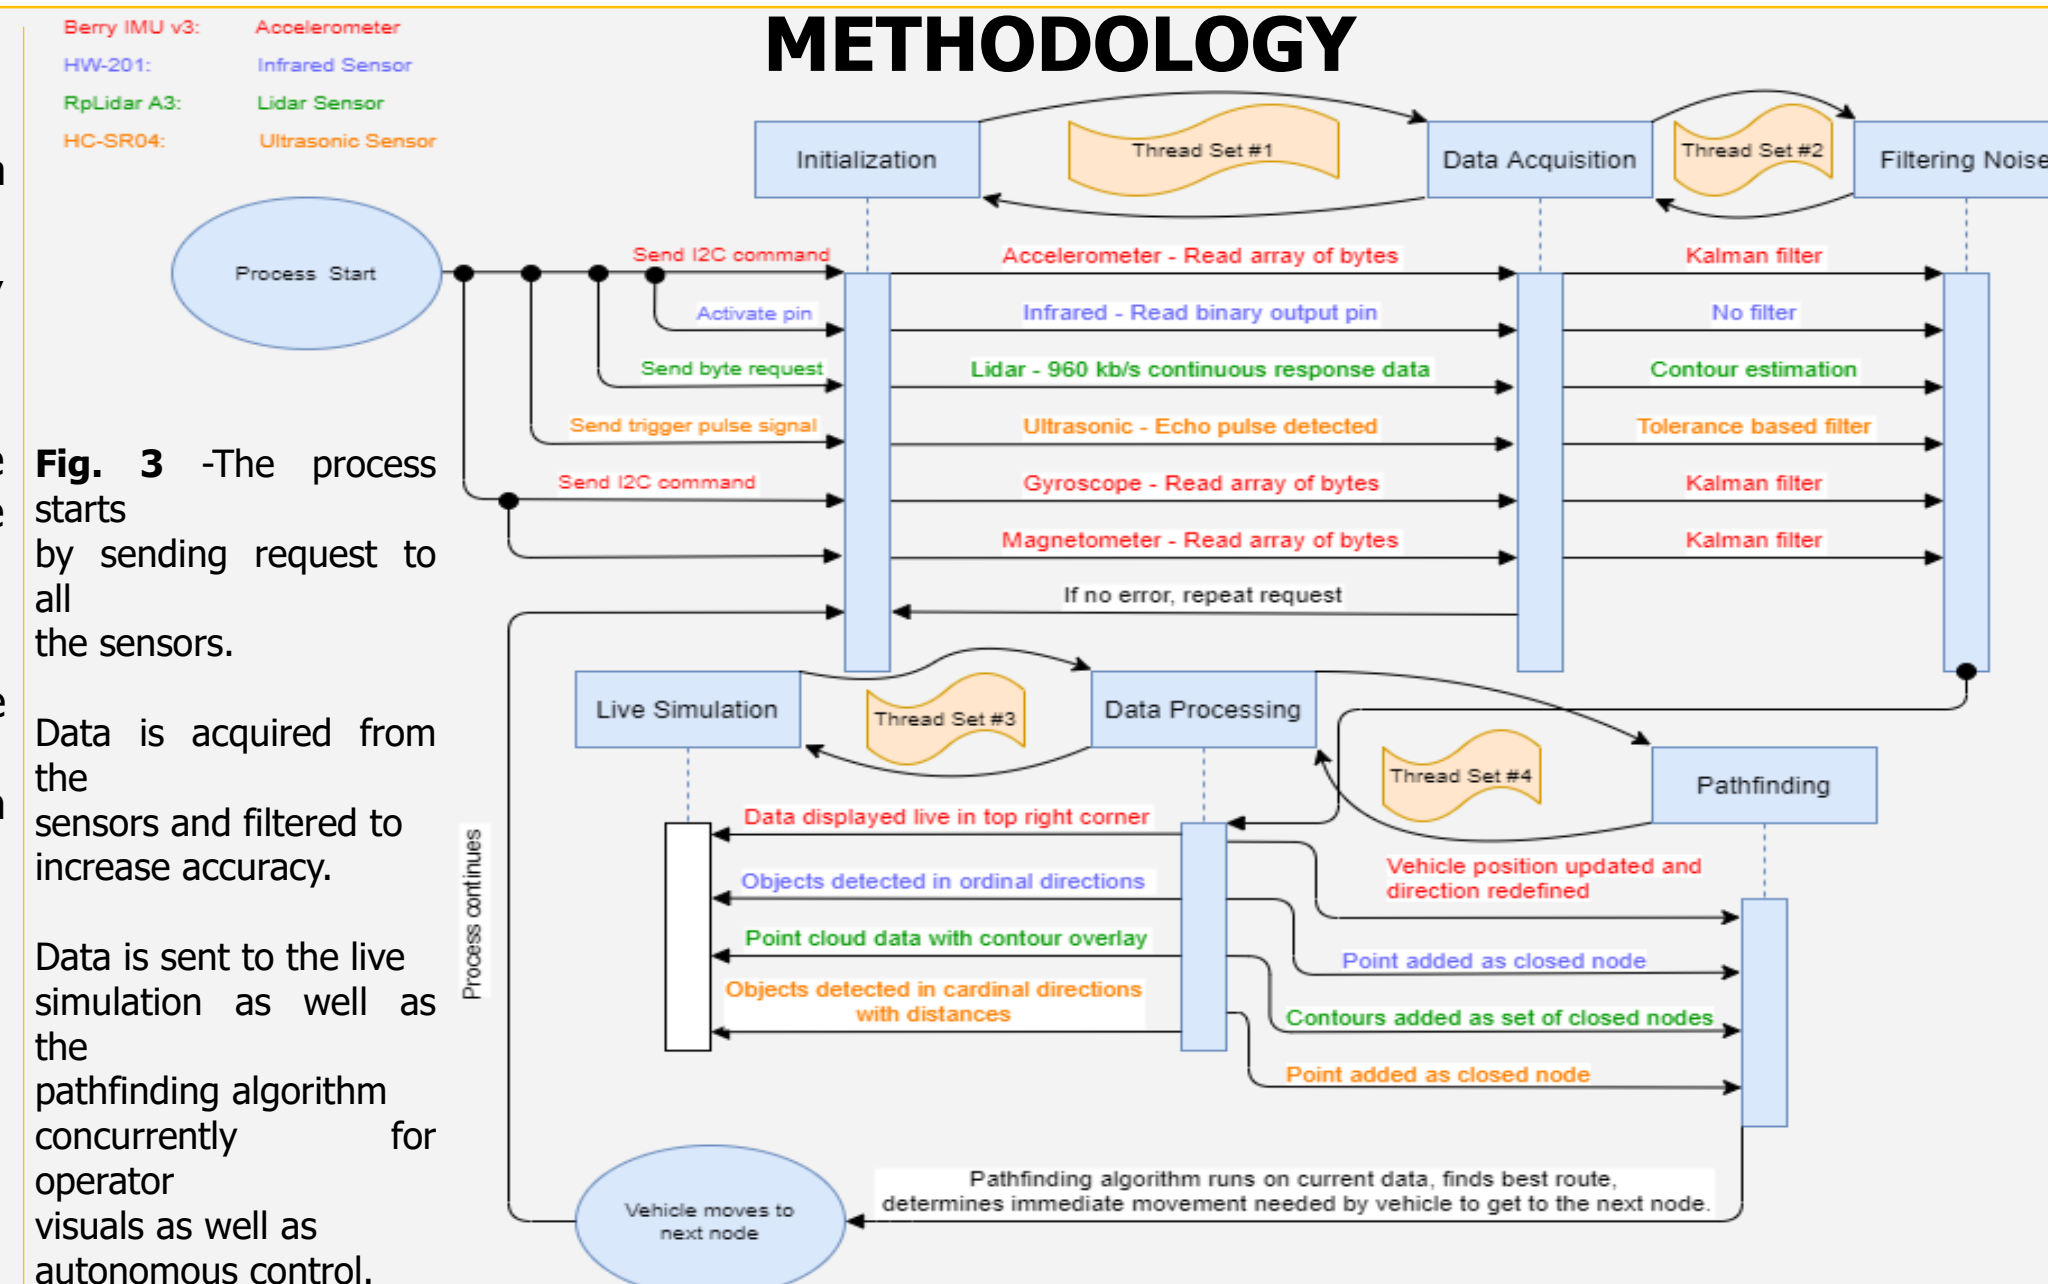 METHODOLOGY
Berry IMU v3: Accelerometer
HW-201: Infrared Sensor
RpLidar A3: Lidar Sensor
HC-SR04: Ultrasonic Sensor
Initialization
Thread Set #1
Data Acquisition
Thread Set #2
Filtering Noise
Process Start
Send I2C command
Accelerometer - Read array of bytes
Kalman filter
Activate pin
Infrared - Read binary output pin
No filter
Send byte request
Lidar - 960 kb/s continuous response data
Contour estimation
Send trigger pulse signal
Ultrasonic - Echo pulse detected
Tolerance based filter
Send I2C command
Gyroscope - Read array of bytes
Kalman filter
Magnetometer - Read array of bytes
Kalman filter
If no error, repeat request
Fig. 3 -The process
starts
by sending request to
all
the sensors.
Data is acquired from
the
sensors and filtered to
increase accuracy.
Data is sent to the live
simulation as well as
the
pathfinding algorithm
concurrently for
operator
visuals as well as
autonomous control.
Live Simulation
Thread Set #3
Data Processing
Thread Set #4
Pathfinding
Process continues
Data displayed live in top right corner
Vehicle position updated and
direction redefined
Objects detected in ordinal directions
Point added as closed node
Point cloud data with contour overlay
Contours added as set of closed nodes
Objects detected in cardinal directions
with distances
Point added as closed node
Pathfinding algorithm runs on current data, finds best route,
determines immediate movement needed by vehicle to get to the next node.
Vehicle moves to
next node